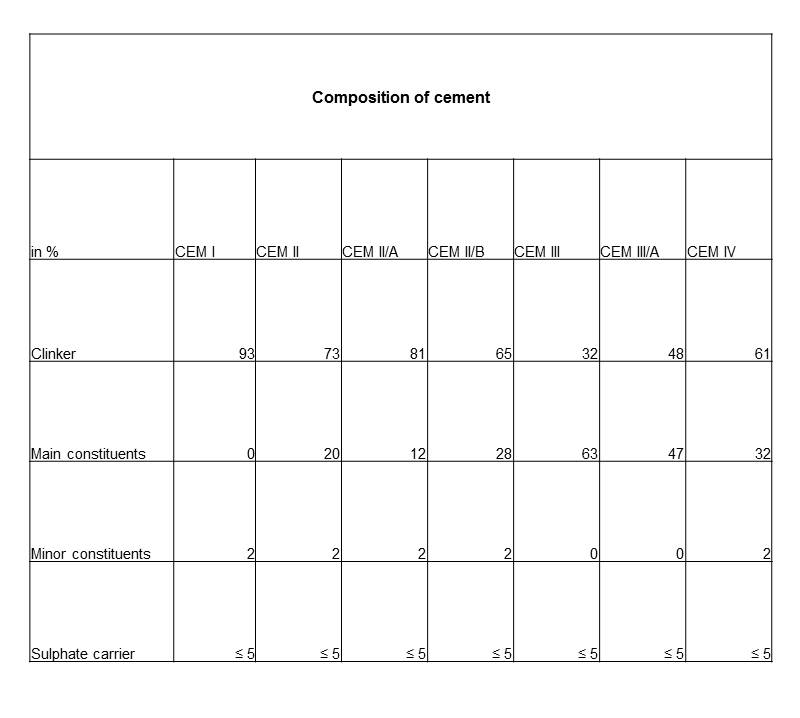 Composition of cement
in % CEM I CEM II CEM II/A CEM II/B CEM III CEM III/A CEM IV
Clinker 93 73 81 65 32 48 61
Main constituents 0 20 12 28 63 47 32
Minor constituents 2 2 2 2 0 0 2
Sulphate carrier ≤ 5 ≤ 5 ≤ 5 ≤ 5 ≤ 5 ≤ 5 ≤ 5